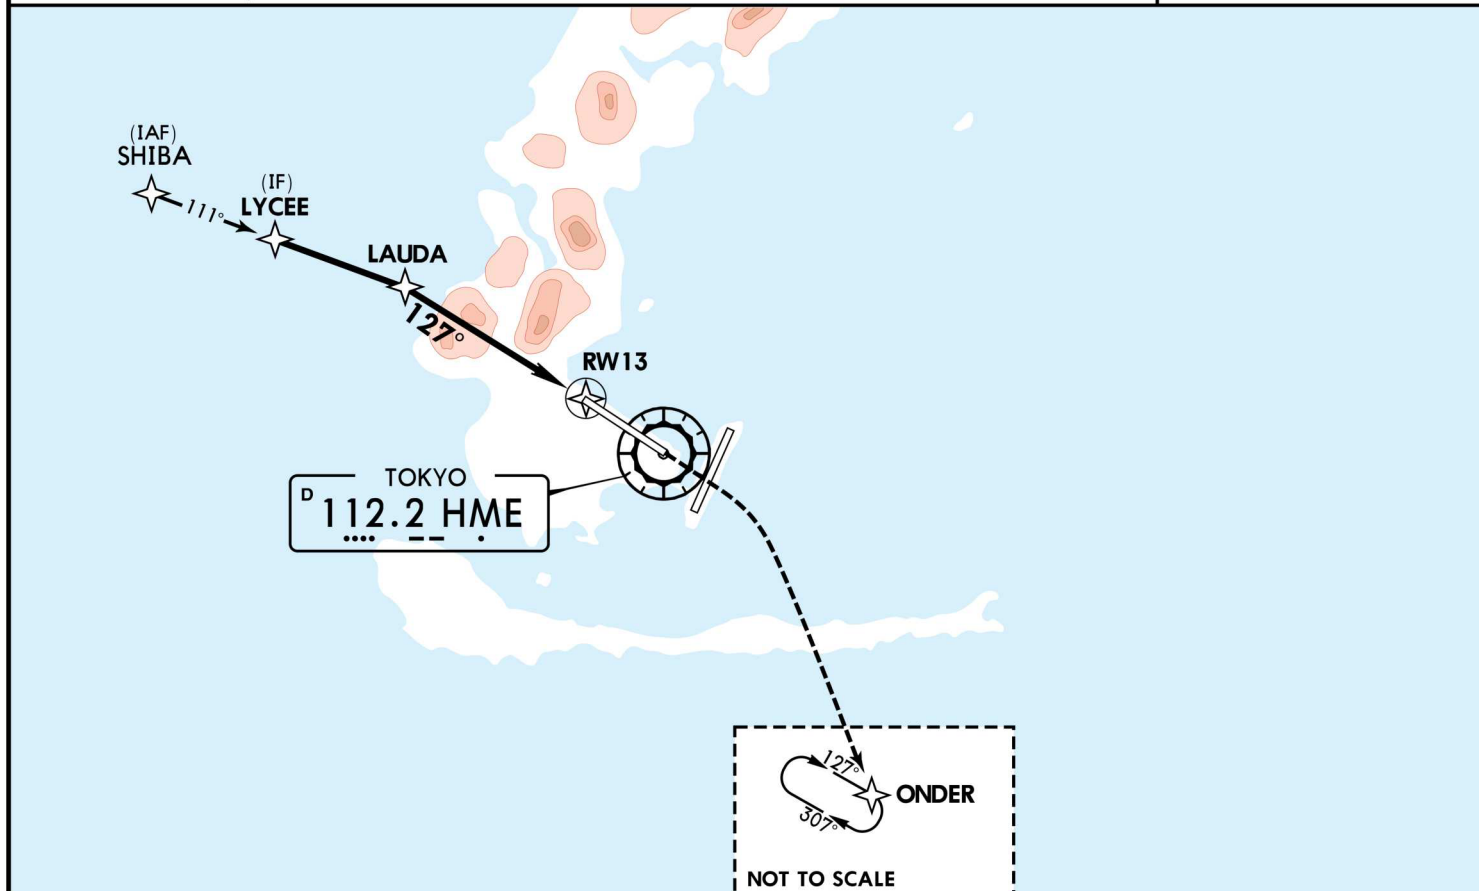 (IAF)
SHIBA
111°
(IF)
LYCEE
LAUDA
127°
RW13
TOKYO
D 112.2 HME
127°
ONDER
307°
NOT TO SCALE